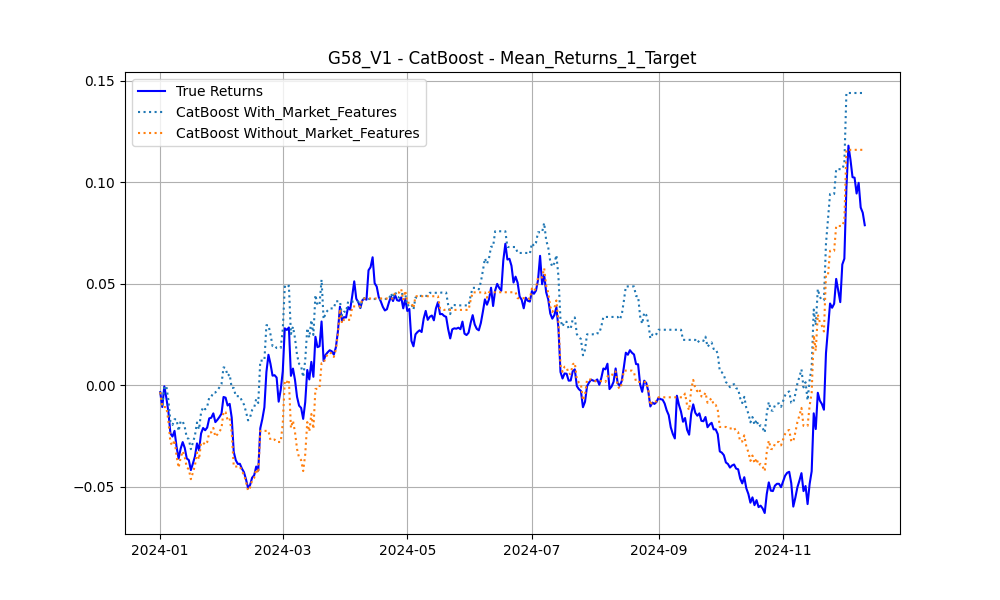 G58_V1 - CatBoost - Mean_Returns_1_Target
True Returns
CatBoost With_Market_Features
CatBoost Without_Market_Features
0.15
0.10
0.05
0.00
−0.05
2024-01 2024-03 2024-05 2024-07 2024-09 2024-11